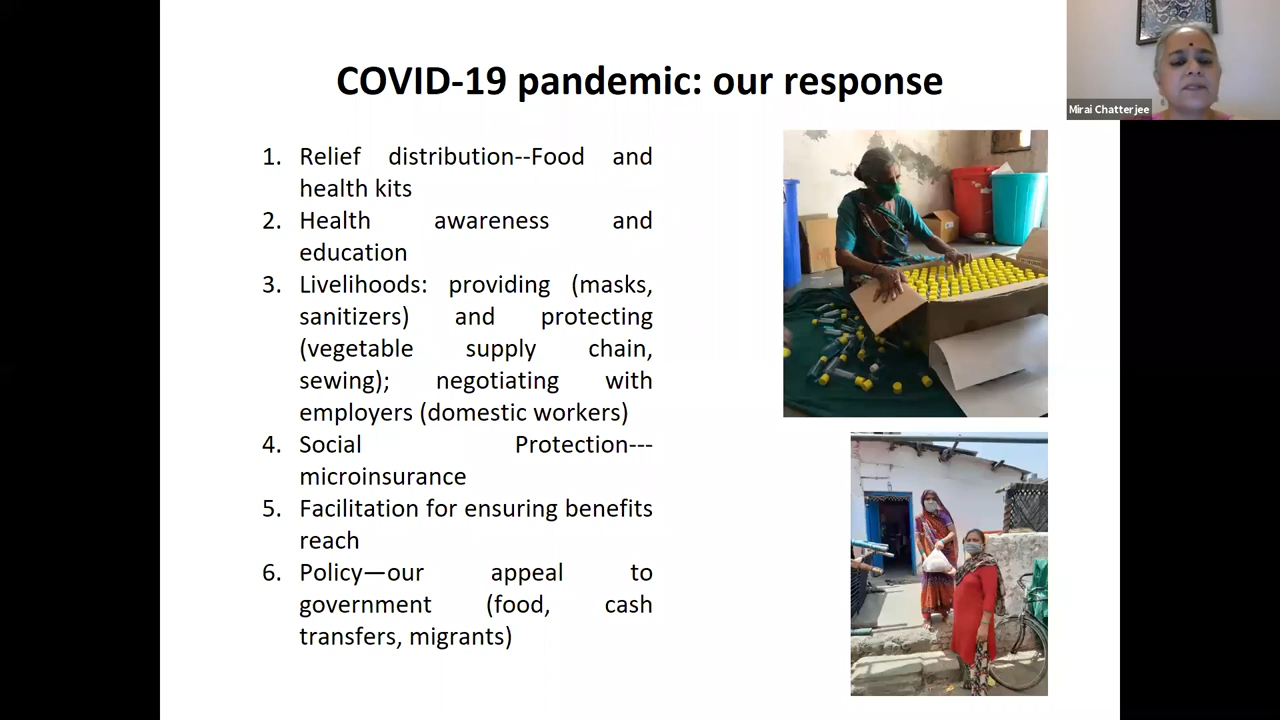 COVID-19 pandemic: our response
Mirai Chatterjee
1. Relief distribution--Food and
health kits
2. Health awareness and
education
3. Livelihoods: providing (masks,
sanitizers) and protecting
(vegetable supply chain,
sewing); negotiating with
employers (domestic workers)
4. Social Protection---
microinsurance
5. Facilitation for ensuring benefits
reach
6. Policy—our appeal to
government (food, cash
transfers, migrants)